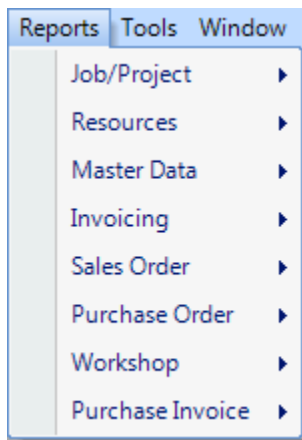 Reports Tools Window
Job/Project
Resources
Master Data
Invoicing
Sales Order
Purchase Order
Workshop
Purchase Invoice